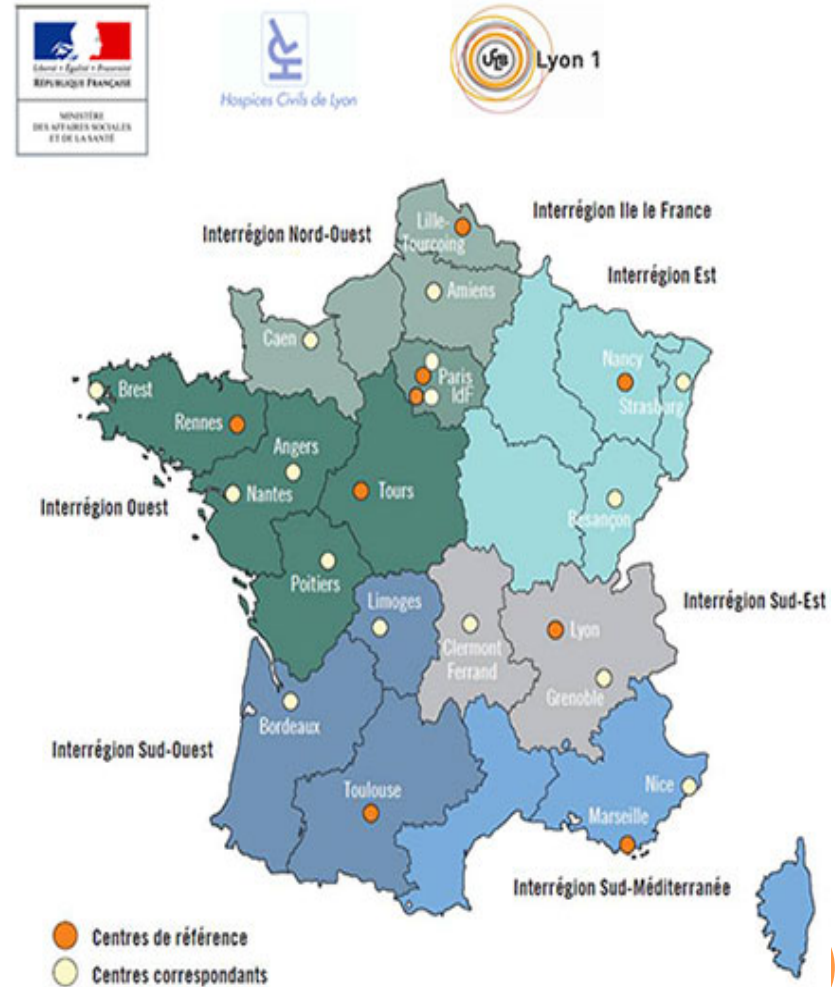 Liberté • Égalité • Fraternité
RÉPUBLIQUE FRANÇAISE
MINISTÈRE
DES AFFAIRES SOCIALES
ET DE LA SANTÉ
Hospices Civils de Lyon
UCB
Lyon 1
Interrégion Ile le France
Interrégion Nord-Ouest
Lille-
Tourcoing
Interrégion Est
Amiens
Caen
Paris
IdF
Nancy
Strasburg
Brest
Rennes
Angers
Nantes
Tours
Interrégion Ouest
Besançon
Poitiers
Limoges
Clermont
Ferrand
Lyon
Interrégion Sud-Est
Grenoble
Bordeaux
Interrégion Sud-Ouest
Toulouse
Nice
Marseille
Interrégion Sud-Méditerranée
Centres de référence
Centres correspondants